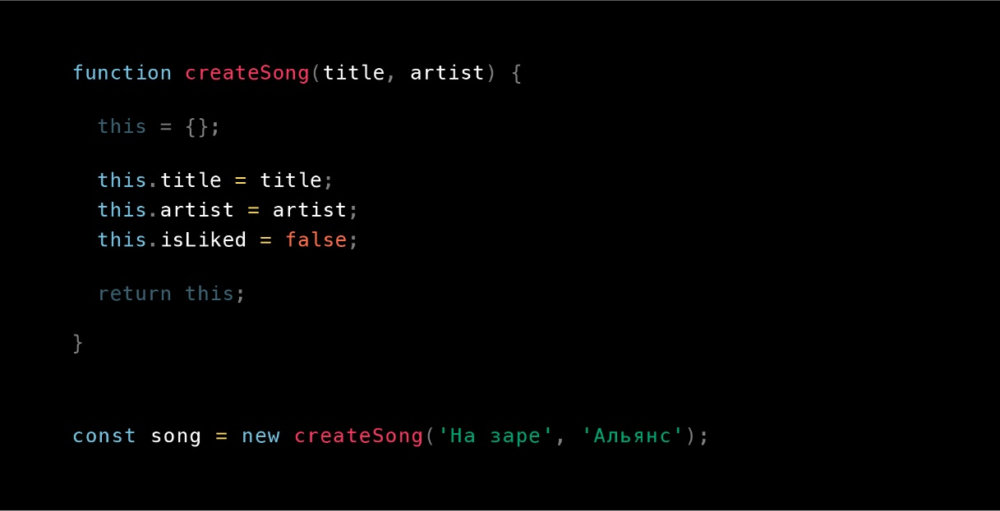 function createSong(title, artist) {
this = {};
this.title = title;
this.artist = artist;
this.isLiked = false;
return this;
}
const song = new createSong('На заре', 'Альянс');